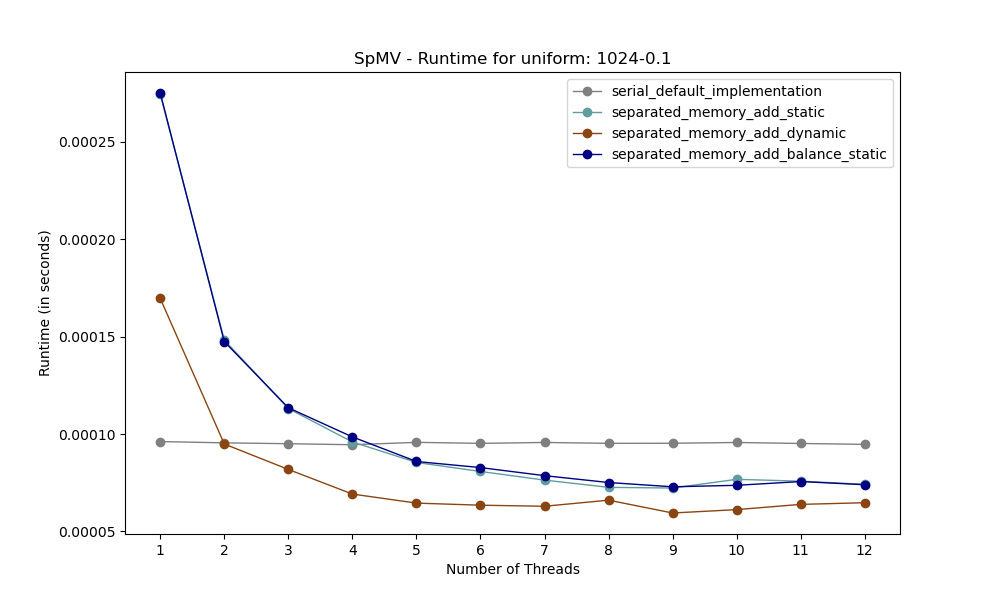 SpMV - Runtime for uniform: 1024-0.1
serial_default_implementation
separated_memory_add_static
separated_memory_add_dynamic
separated_memory_add_balance_static
Runtime (in seconds)
0.00025
0.00020
0.00015
0.00010
0.00005
1 2 3 4 5 6 7 8 9 10 11 12
Number of Threads